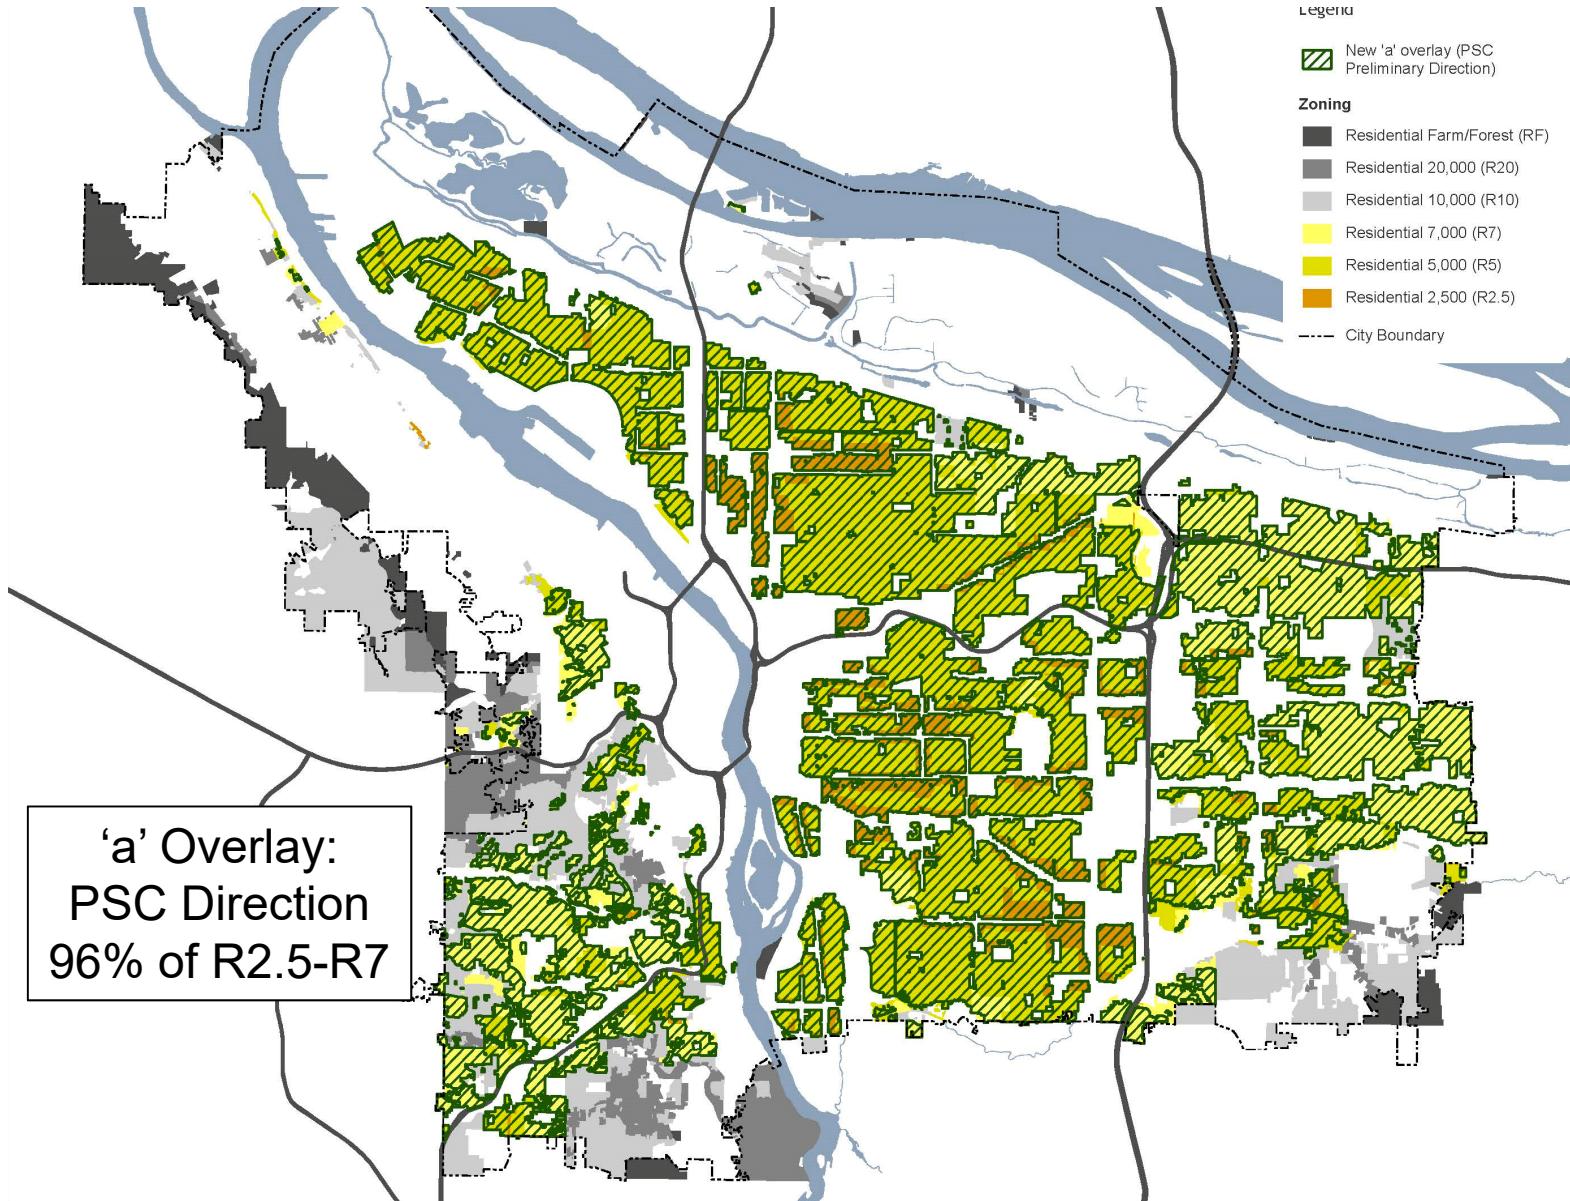 Legend
New 'a' overlay (PSC
Preliminary Direction)
Zoning
Residential Farm/Forest (RF)
Residential 20,000 (R20)
Residential 10,000 (R10)
Residential 7,000 (R7)
Residential 5,000 (R5)
Residential 2,500 (R2.5)
City Boundary
‘a’ Overlay:
PSC Direction
96% of R2.5-R7